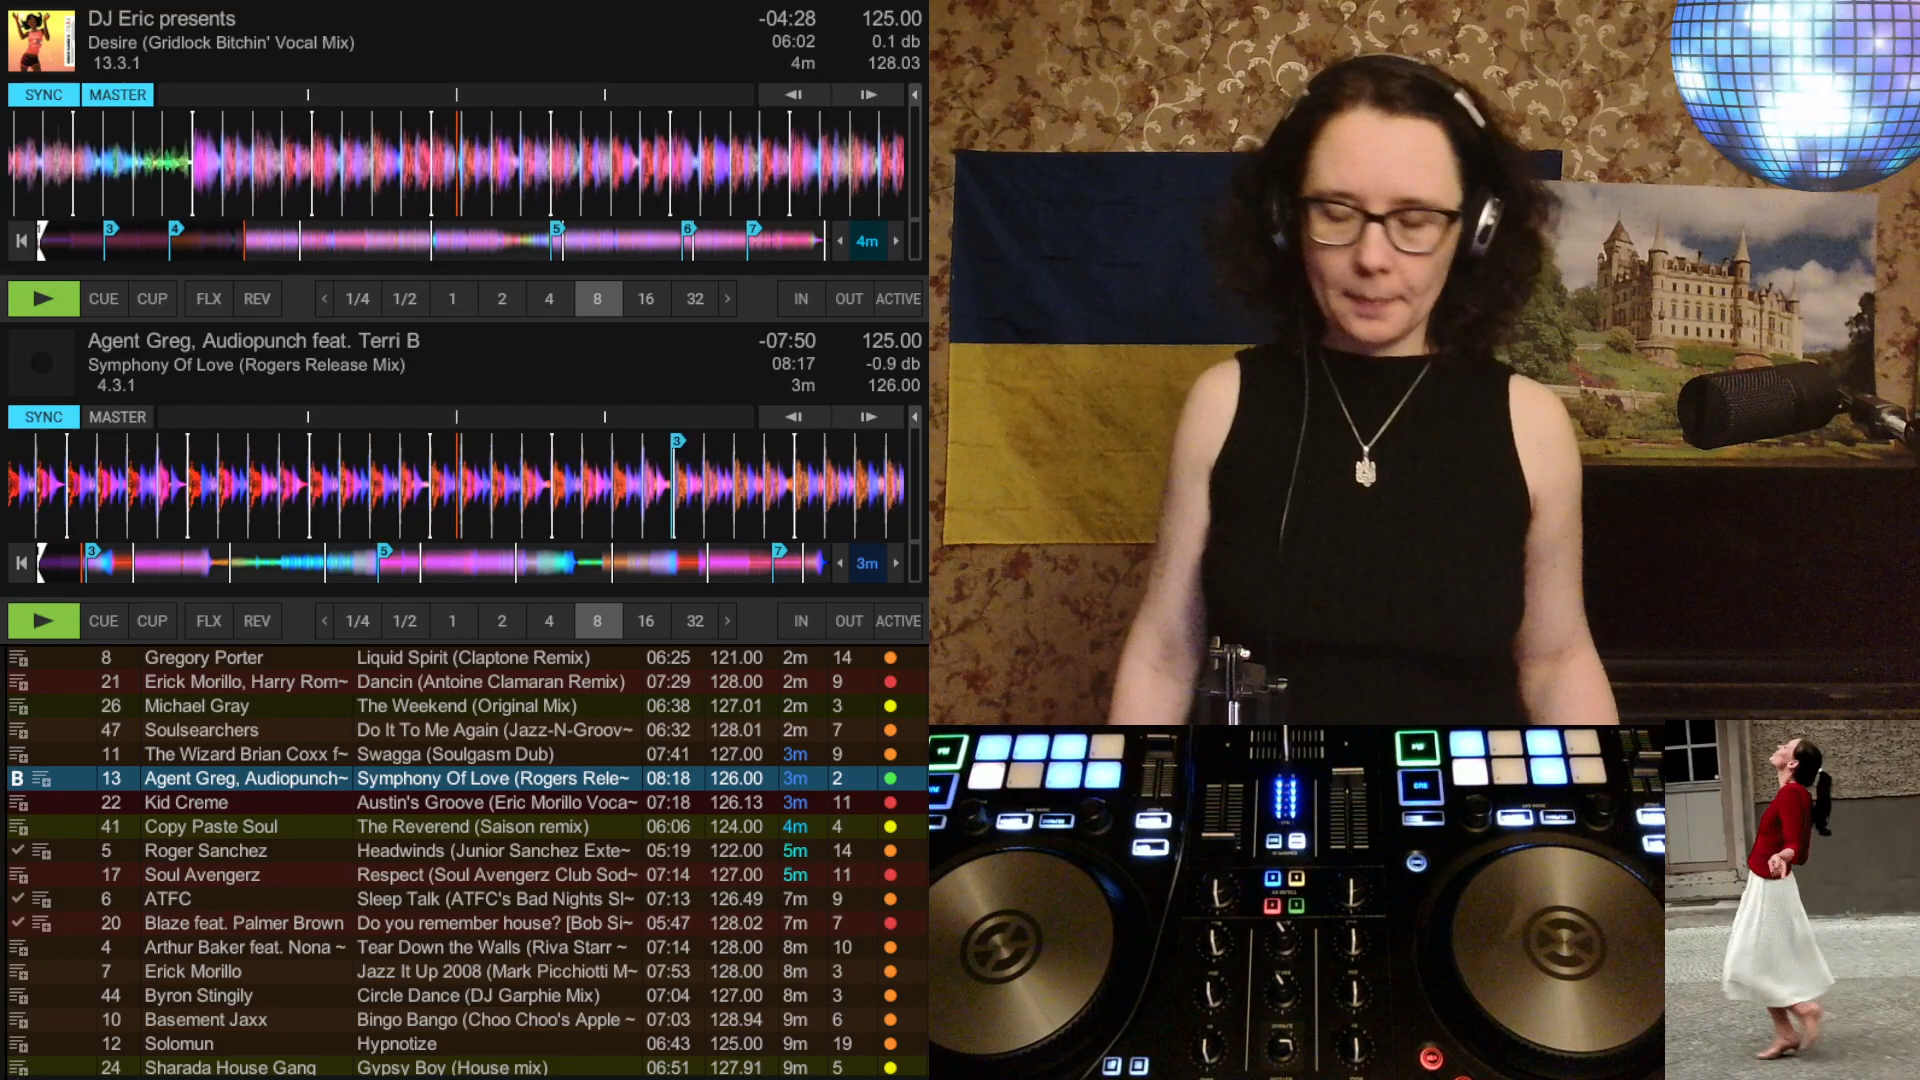 DJ Eric presents -04:28 125.00
Desire (Gridlock Bitchin' Vocal Mix) 06:02 0.1 db
13.3.1 4m 128.03
SYNC MASTER
3 4 5 6 7 4m
CUE CUP FLX REV 1/4 1/2 1 2 4 8 16 32 IN OUT ACTIVE
Agent Greg, Audiopunch feat. Terri B -07:50 125.00
Symphony Of Love (Rogers Release Mix) 08:17 -0.9 db
4.3.1 3m 126.00
SYNC MASTER
3
3 5 7 3m
CUE CUP FLX REV 1/4 1/2 1 2 4 8 16 32 IN OUT ACTIVE
8 Gregory Porter Liquid Spirit (Claptone Remix) 06:25 121.00 2m 14
21 Erick Morillo, Harry Rom~ Dancin (Antoine Clamaran Remix) 07:29 128.00 2m 9
26 Michael Gray The Weekend (Original Mix) 06:38 127.01 2m 3
47 Soulsearchers Do It To Me Again (Jazz-N-Groov~ 06:32 128.01 2m 7
11 The Wizard Brian Coxx f~ Swagga (Soulgasm Dub) 07:41 127.00 3m 9
B 13 Agent Greg, Audiopunch~ Symphony Of Love (Rogers Rele~ 08:18 126.00 3m 2
22 Kid Creme Austin's Groove (Eric Morillo Voca~ 07:18 126.13 3m 11
41 Copy Paste Soul The Reverend (Saison remix) 06:06 124.00 4m 4
5 Roger Sanchez Headwinds (Junior Sanchez Exte~ 05:19 122.00 5m 14
17 Soul Avengerz Respect (Soul Avengerz Club Sod~ 07:14 127.00 5m 11
6 ATFC Sleep Talk (ATFC's Bad Nights Sl~ 07:13 126.49 7m 9
20 Blaze feat. Palmer Brown Do you remember house? [Bob Si~ 05:47 128.02 7m 7
4 Arthur Baker feat. Nona ~ Tear Down the Walls (Riva Starr ~ 07:14 128.00 8m 10
7 Erick Morillo Jazz It Up 2008 (Mark Picchiotti M~ 07:53 128.00 8m 3
44 Byron Stingily Circle Dance (DJ Garphie Mix) 07:04 127.00 8m 3
10 Basement Jaxx Bingo Bango (Choo Choo's Apple ~ 07:03 128.94 9m 6
12 Solomun Hypnotize 06:43 125.00 9m 19
24 Sharada House Gang Gypsy Boy (House mix) 06:51 127.91 9m 5